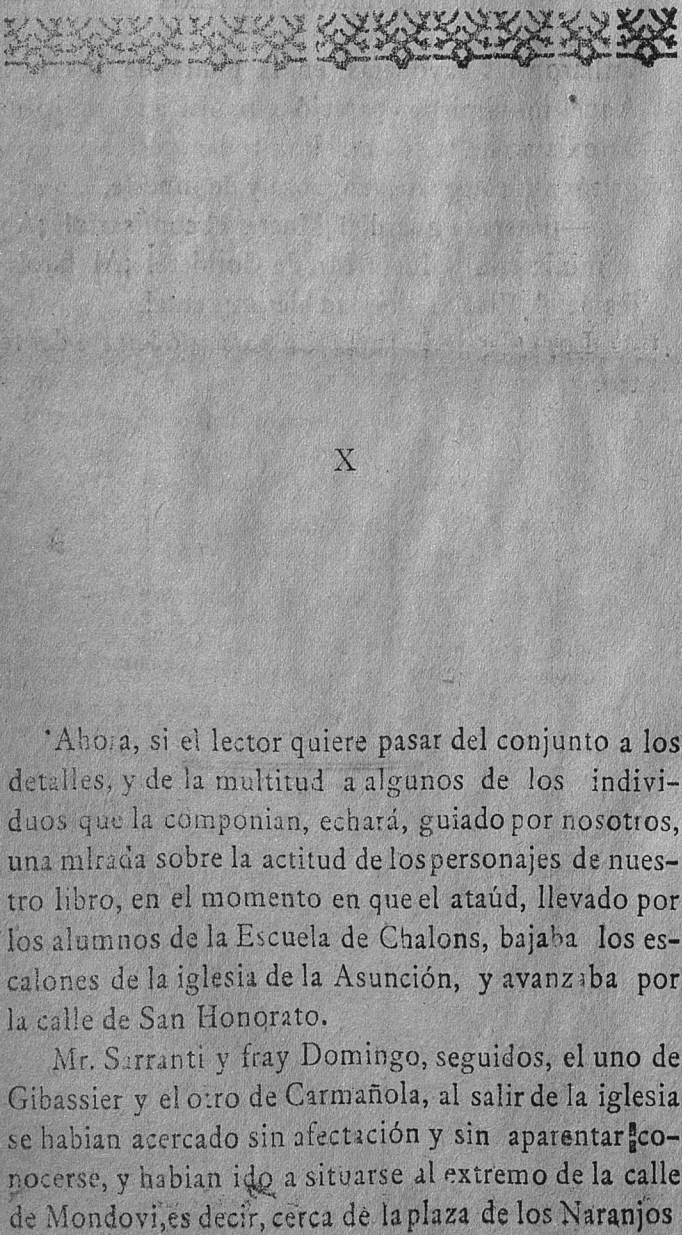 X
Ahora, si el lector quiere pasar del conjunto a los
detalles, y de la multitud a algunos de los indivi-
duos que la componian, echará, guiado por nosotros,
una mirada sobre la actitud de los personajes de nues-
tro libro, en el momento en que el ataúd, llevado por
los alumnos de la Escuela de Chalons, bajaba los es-
calones de la iglesia de la Asunción, y avanzaba por
la calle de San Honorato.
Mr. Sarranti y fray Domingo, seguidos, el uno de
Gibassier y el otro de Carmañola, al salir de la iglesia
se habian acercado sin afectación y sin aparentar co-
nocerse, y habian ido a situarse al extremo de la calle
de Mondovi, es decir, cerca de la plaza de los Naranjos